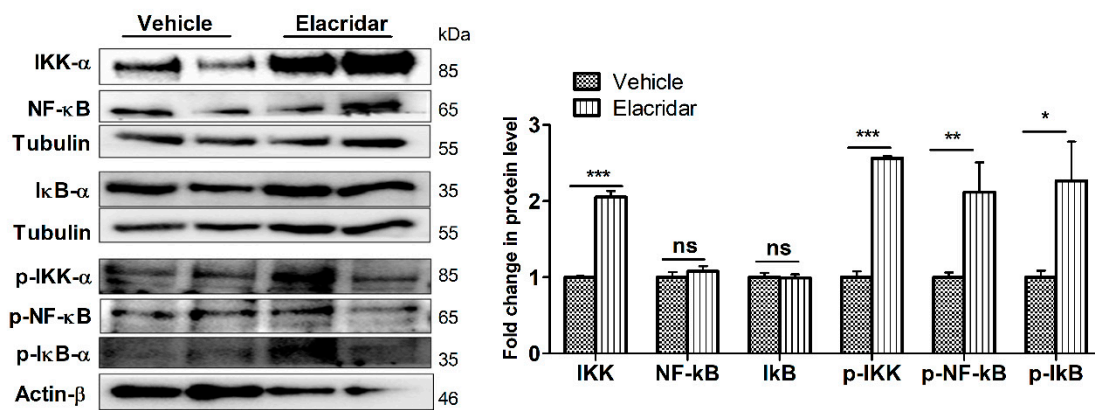 Vehicle Elacridar kDa
IKK-α 85
NF-κB 65
Tubulin 55
IκB-α 35
Tubulin 55
p-IKK-α 85
p-NF-κB 65
p-IκB-α 35
Actin-β 46
Vehicle
Elacridar
Fold change in protein level
3
2
1
0
*** ns ns *** ** *
IKK NF-kB IkB p-IKK p-NF-kB p-IkB